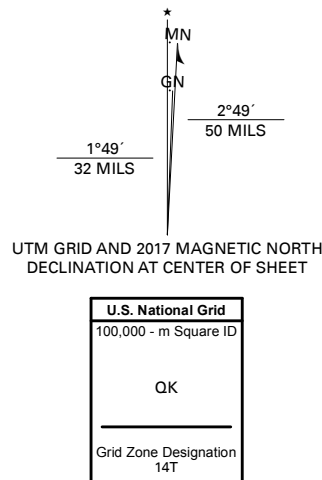 ★
MN
GN
1°49´
32 MILS
2°49´
50 MILS
UTM GRID AND 2017 MAGNETIC NORTH
DECLINATION AT CENTER OF SHEET
U.S. National Grid
100,000 - m Square ID
QK
Grid Zone Designation
14T